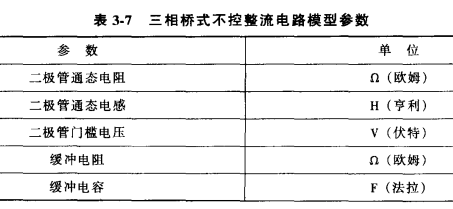 表 3-7 三相桥式不控整流电路模型参数
参 数 单 位
二极管通态电阻 Ω（欧姆）
二极管通态电感 H（亨利）
二极管门槛电压 V（伏特）
缓冲电阻 Ω（欧姆）
缓冲电容 F（法拉）